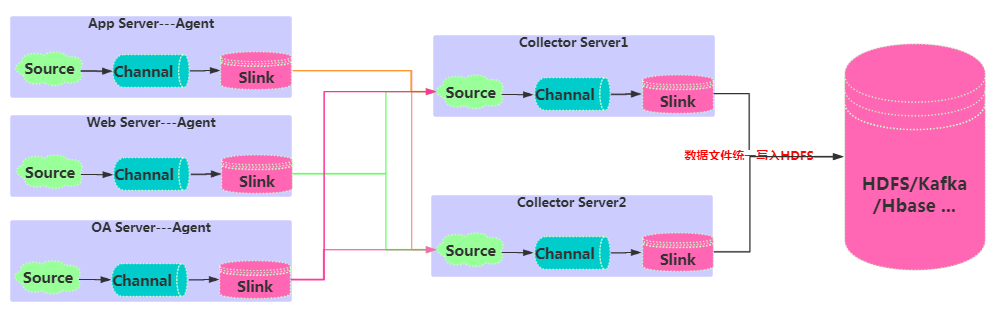 App Server---Agent
Source
Channal
Slink
Web Server---Agent
Source
Channal
Slink
OA Server---Agent
Source
Channal
Slink
Collector Server1
Source
Channal
Slink
Collector Server2
Source
Channal
Slink
数据文件统一写入HDFS
HDFS/Kafka
/Hbase ...